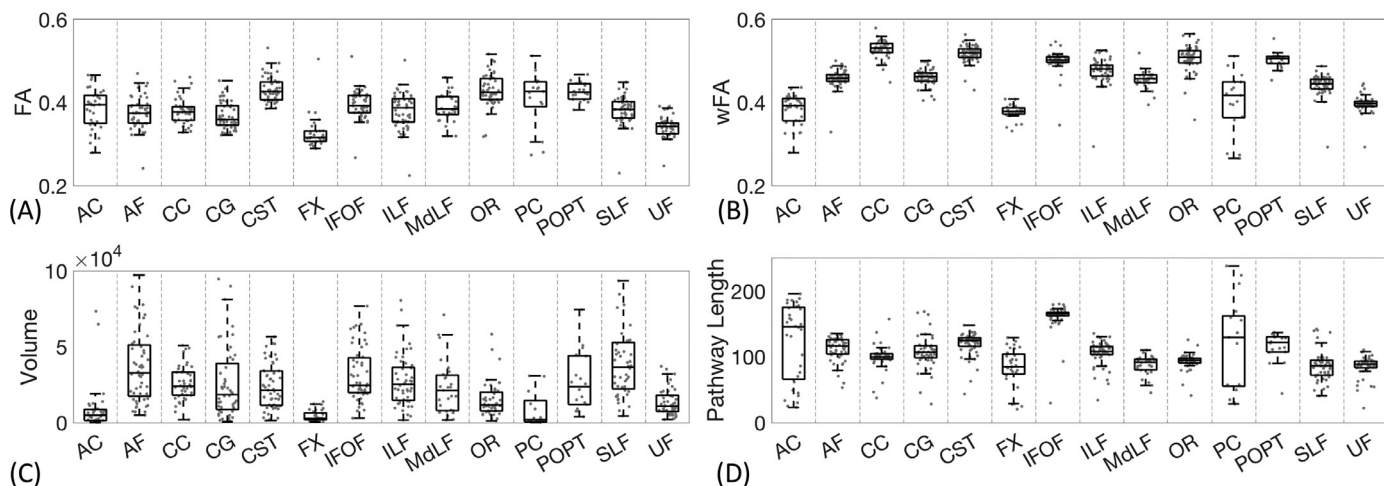 0.6
FA
0.4
0.2
(A)
AC AF CC CG CST FX IFOF ILF MdLF OR PC POPT SLF UF
0.6
wFA
0.4
0.2
(B)
AC AF CC CG CST FX IFOF ILF MdLF OR PC POPT SLF UF
×10⁴
10
Volume
5
0
(C)
AC AF CC CG CST FX IFOF ILF MdLF OR PC POPT SLF UF
Pathway Length
200
100
0
(D)
AC AF CC CG CST FX IFOF ILF MdLF OR PC POPT SLF UF